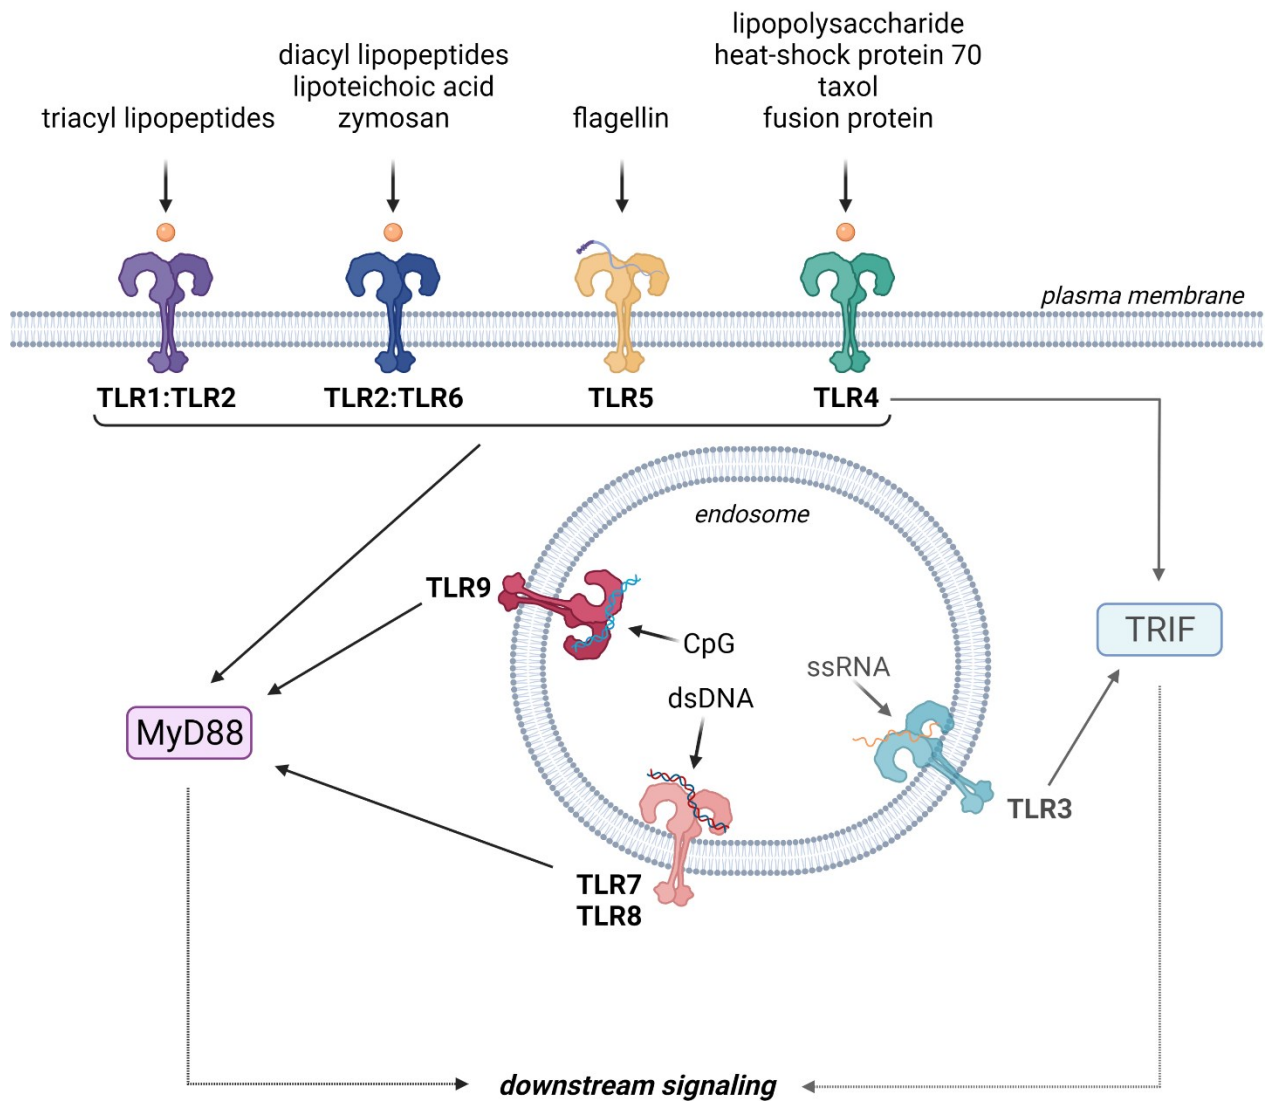 lipopolysaccharide
heat-shock protein 70
taxol
fusion protein
diacyl lipopeptides
lipoteichoic acid
zymosan
triacyl lipopeptides
flagellin
plasma membrane
TLR1:TLR2
TLR2:TLR6
TLR5
TLR4
endosome
TLR9
CpG
TRIF
ssRNA
dsDNA
MyD88
TLR3
TLR7
TLR8
downstream signaling